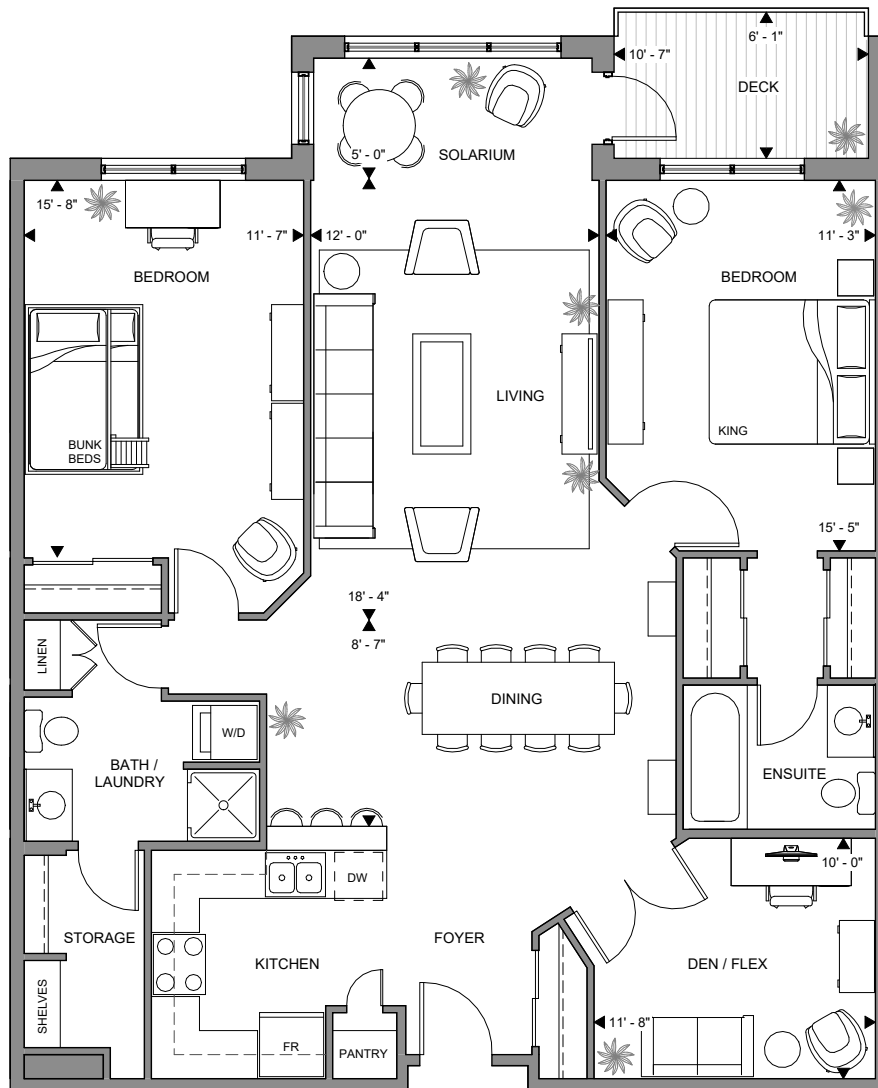 6' - 1"
10' - 7"
DECK
5' - 0"
SOLARIUM
15' - 8"
11' - 7"
12' - 0"
11' - 3"
BEDROOM
BEDROOM
LIVING
KING
BUNK
BEDS
15' - 5"
18' - 4"
8' - 7"
LINEN
DINING
W/D
BATH /
LAUNDRY
ENSUITE
10' - 0"
DW
STORAGE
FOYER
KITCHEN
DEN / FLEX
SHELVES
11' - 8"
FR
PANTRY